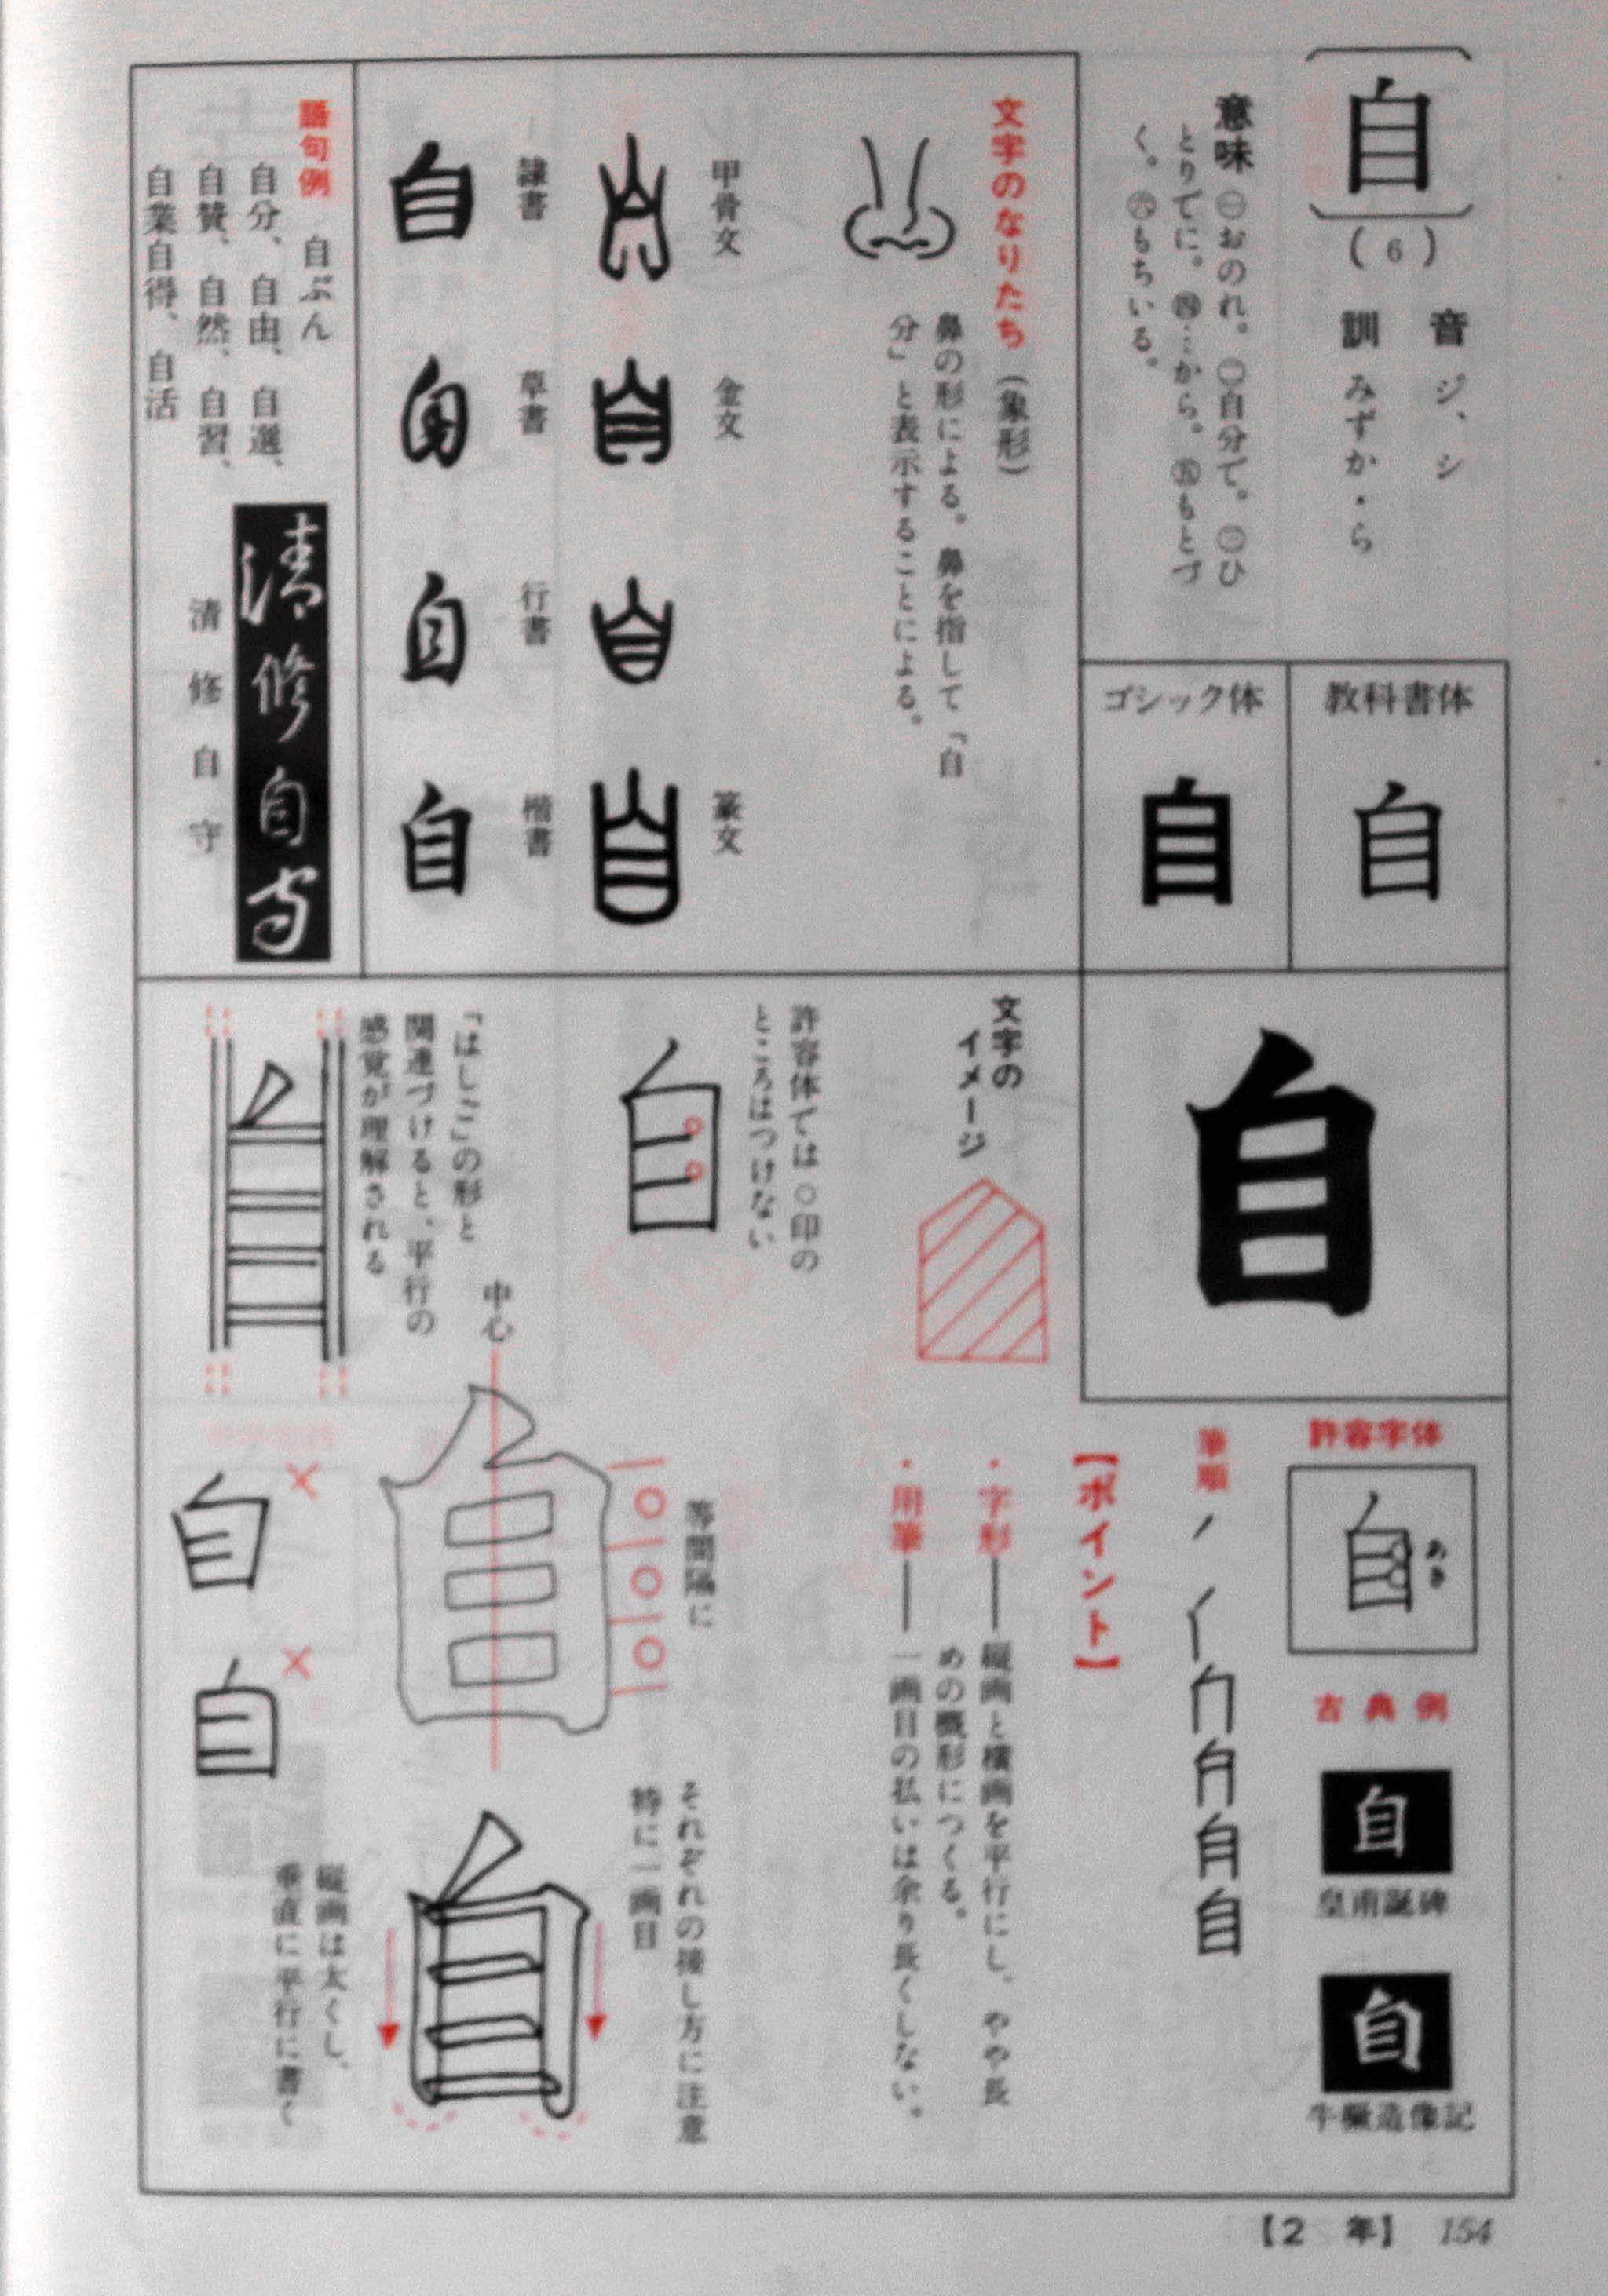 自
(6)
音 ジ、シ
訓 みずか・ら
意味 ㊀おのれ。㊁自分で。㊂ひ
とりでに。㊃…から。㊄もとづ
く。㊅もちいる。
教科書体
自
ゴシック体
自
自
文字のなりたち（象形）
鼻の形による。鼻を指して「自
分」と表示することによる。
甲骨文
金文
篆文
隷書
自
草書
自
行書
自
楷書
自
語句例 自ぶん
自分、自由、自選、
自賛、自然、自習、
自業自得、自活
清修自守
清修自守
文字の
イメージ
許容体では○印の
ところはつけない
「はしご」の形と
関連づけると、平行の
感覚が理解される
許容字体
自
あき
古典例
自
皇甫誕碑
自
牛橛造像記
筆順
自
【ポイント】
・字形──縦画と横画を平行にし、やや長
めの概形につくる。
・用筆──一画目の払いは余り長くしない。
中心
等間隔に
それぞれの接し方に注意
特に一画目
縦画は太くし、
垂直に平行に書く
【2 年】 154